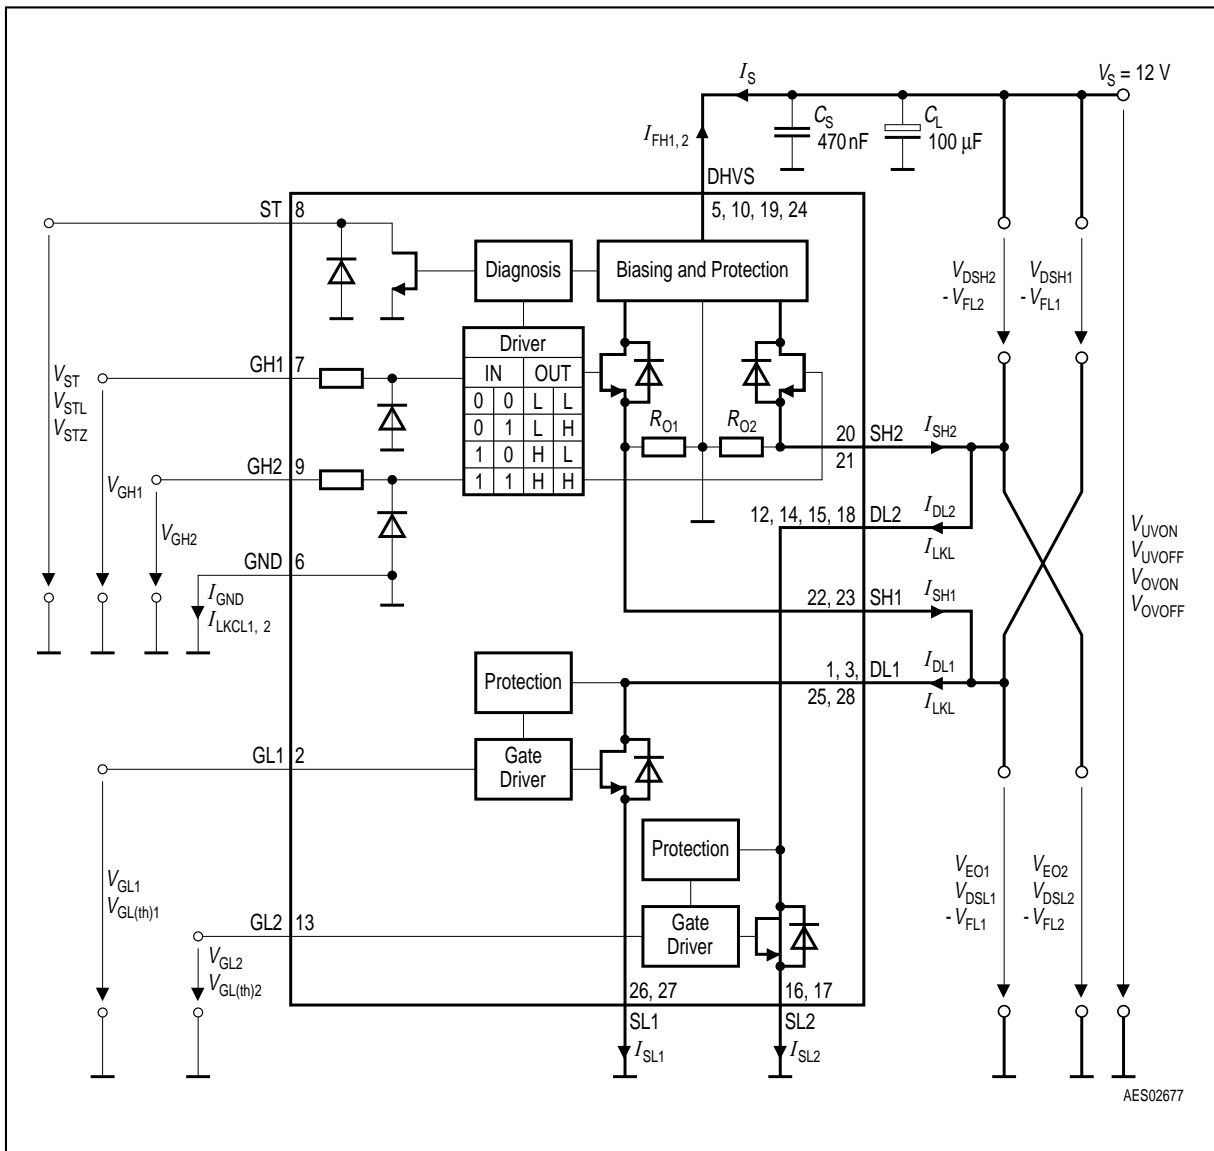 I_S
V_S = 12 V
C_S
470 nF
C_L
100 µF
I_FH1, 2
DHVS
5, 10, 19, 24
ST 8
Diagnosis
Biasing and Protection
V_DSH2
- V_FL2
V_DSH1
- V_FL1
Driver
IN OUT
0 0 L L
0 1 L H
1 0 H L
1 1 H H
GH1 7
V_ST
V_STL
V_STZ
R_O1
R_O2
20 SH2
21
I_SH2
GH2 9
V_GH1
V_GH2
12, 14, 15, 18 DL2
I_DL2
I_LKL
GND 6
I_GND
I_LKCL1, 2
V_UVON
V_UVOFF
V_OVON
V_OVOFF
22, 23 SH1
I_SH1
Protection
1, 3, DL1
25, 28
I_DL1
I_LKL
GL1 2
Gate
Driver
Protection
V_GL1
V_GL(th)1
V_EO1
V_DSL1
- V_FL1
V_EO2
V_DSL2
- V_FL2
GL2 13
Gate
Driver
V_GL2
V_GL(th)2
26, 27
SL1
I_SL1
16, 17
SL2
I_SL2
AES02677